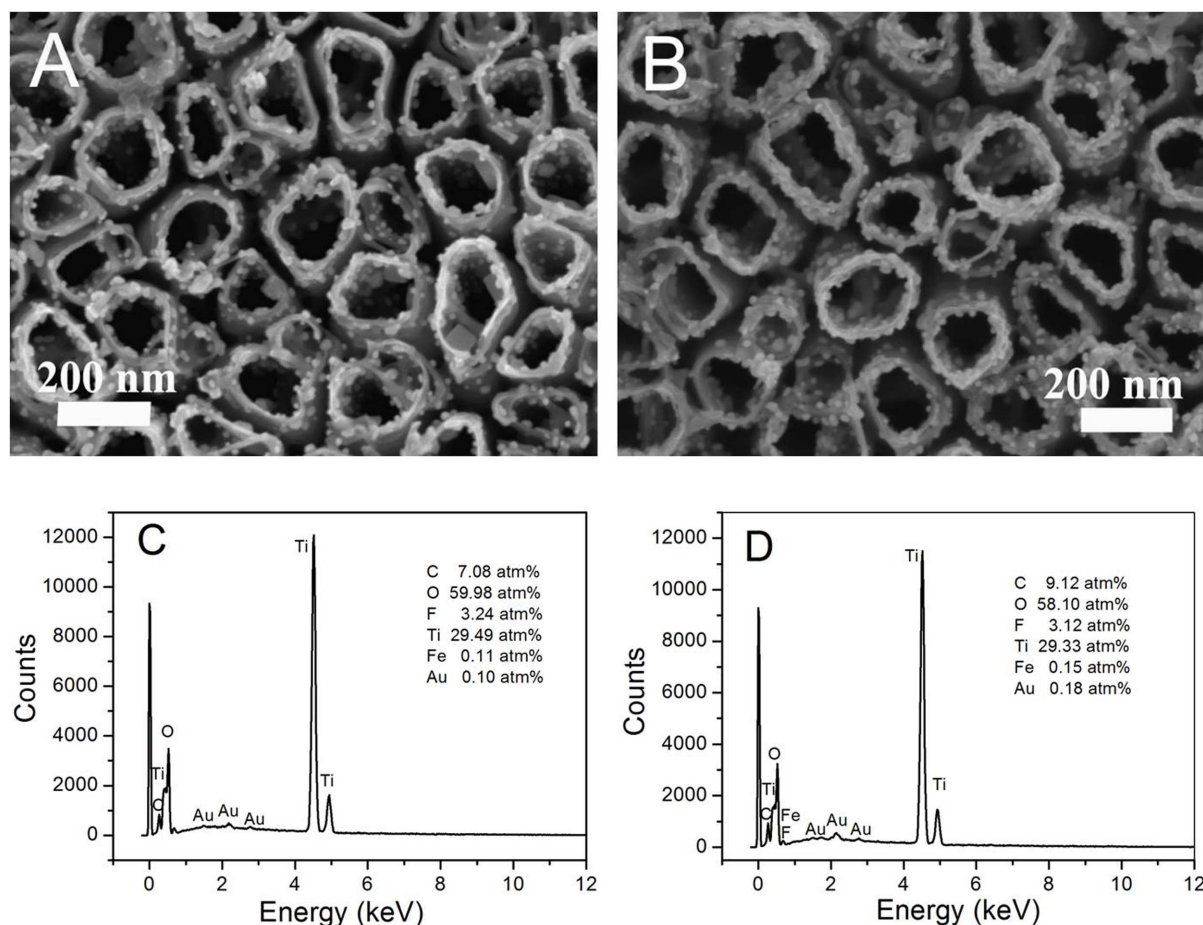 A
200 nm
B
200 nm
C
Counts
12000
10000
8000
6000
4000
2000
0
Ti
Ti
O
Ti
C
Au
Au
Au
C 7.08 atm%
O 59.98 atm%
F 3.24 atm%
Ti 29.49 atm%
Fe 0.11 atm%
Au 0.10 atm%
0 2 4 6 8 10 12
Energy (keV)
D
Counts
12000
10000
8000
6000
4000
2000
0
Ti
Ti
O
Ti
C
Fe
F
Au
Au
Au
C 9.12 atm%
O 58.10 atm%
F 3.12 atm%
Ti 29.33 atm%
Fe 0.15 atm%
Au 0.18 atm%
0 2 4 6 8 10 12
Energy (keV)